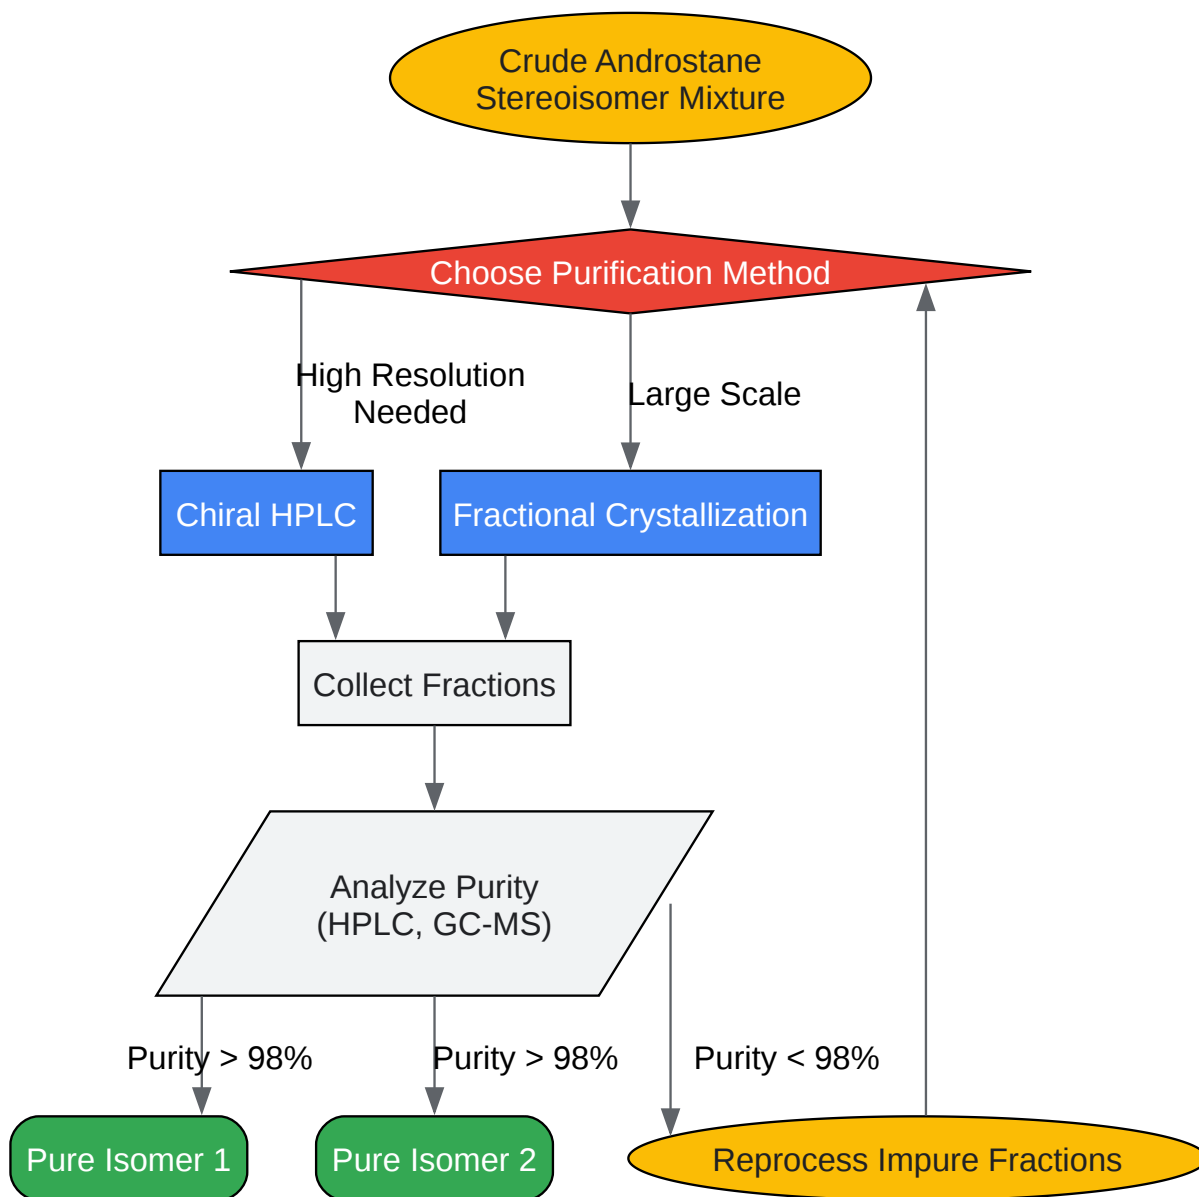 Crude Androstane
Stereoisomer Mixture
Choose Purification Method
High Resolution
Needed
Large Scale
Chiral HPLC
Fractional Crystallization
Collect Fractions
Analyze Purity
(HPLC, GC-MS)
Purity > 98%
Purity > 98%
Purity < 98%
Pure Isomer 1
Pure Isomer 2
Reprocess Impure Fractions